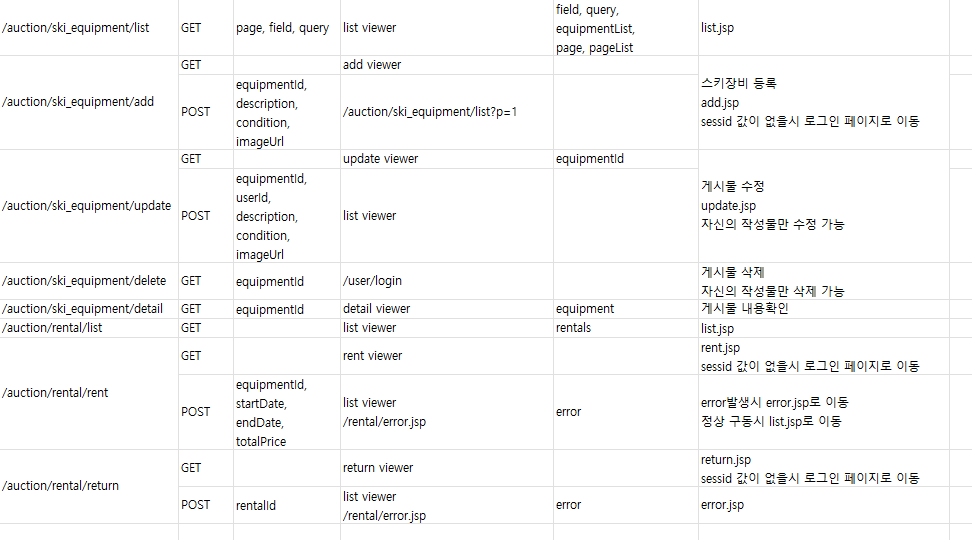 /auction/ski_equipment/list GET page, field, query list viewer
field, query,
equipmentList,
page, pageList
list.jsp
/auction/ski_equipment/add
GET add viewer
POST
equipmentId,
description,
condition,
imageUrl
/auction/ski_equipment/list?p=1
스키장비 등록
add.jsp
sessid 값이 없을시 로그인 페이지로 이동
/auction/ski_equipment/update
GET update viewer equipmentId
POST
equipmentId,
userId,
description,
condition,
imageUrl
list viewer
게시물 수정
update.jsp
자신의 작성물만 수정 가능
/auction/ski_equipment/delete GET equipmentId /user/login
게시물 삭제
자신의 작성물만 삭제 가능
/auction/ski_equipment/detail GET equipmentId detail viewer equipment 게시물 내용확인
/auction/rental/list GET list viewer rentals list.jsp
/auction/rental/rent
GET rent viewer
rent.jsp
sessid 값이 없을시 로그인 페이지로 이동
POST
equipmentId,
startDate,
endDate,
totalPrice
list viewer
/rental/error.jsp
error
error발생시 error.jsp로 이동
정상 구동시 list.jsp로 이동
/auction/rental/return
GET return viewer
return.jsp
sessid 값이 없을시 로그인 페이지로 이동
POST rentalId
list viewer
/rental/error.jsp
error error.jsp